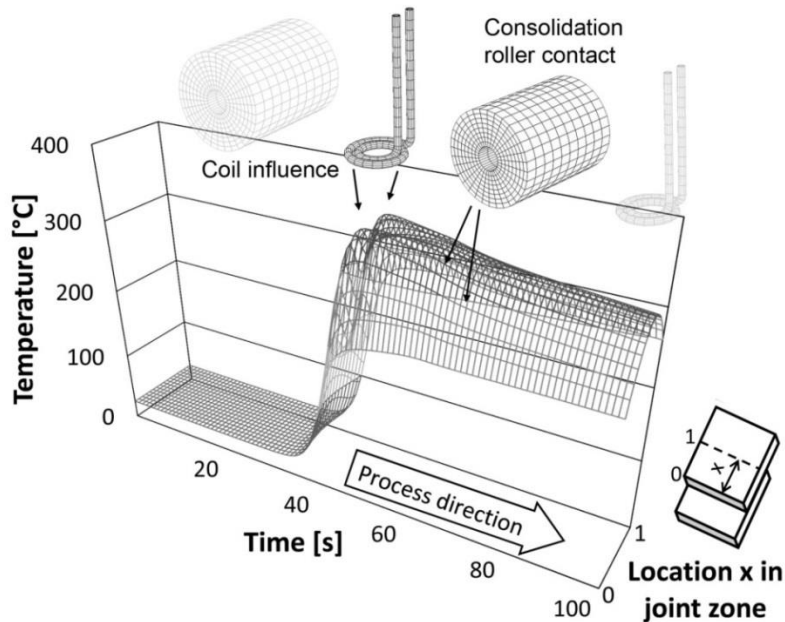 Consolidation
roller contact
Coil influence
Temperature [°C]
400
300
200
100
0
20
40
60
80
100
Time [s]
Process direction
0
1
Location x in
joint zone
1
0
x